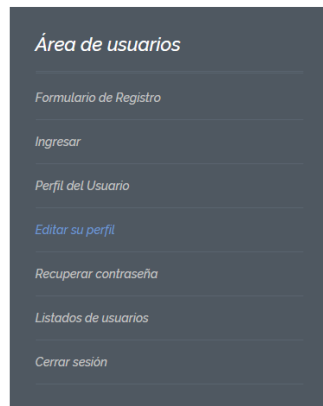 Área de usuarios
Formulario de Registro
Ingresar
Perfil del Usuario
Editar su perfil
Recuperar contraseña
Listados de usuarios
Cerrar sesión